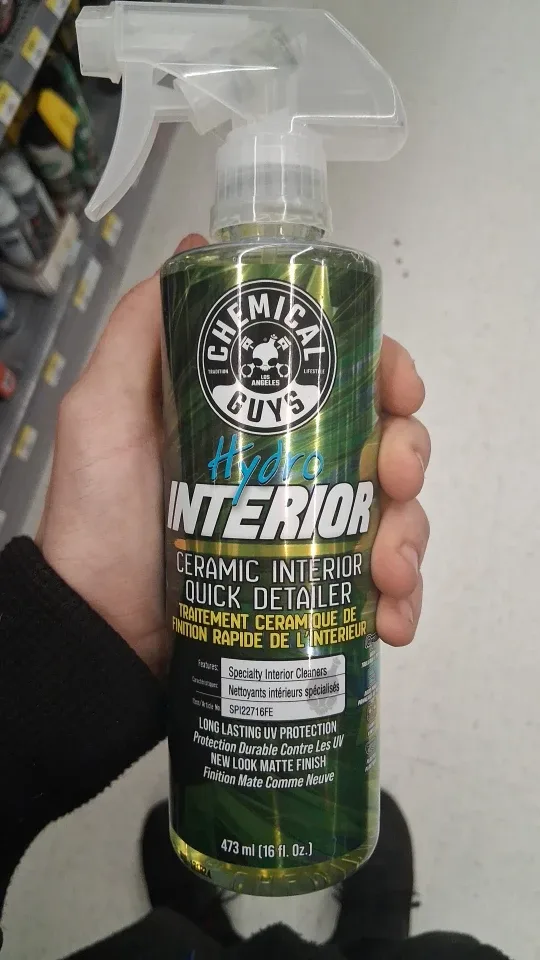 CHEMICAL
TRADITION
LIFESTYLE
LOS
ANGELES
GUYS
Hydro
INTERIOR
CERAMIC INTERIOR
QUICK DETAILER
TRAITEMENT CERAMIQUE DE
FINITION RAPIDE DE L'INTERIEUR
Features: Specialty Interior Cleaners
Caractéristiques: Nettoyants intérieurs spécialisés
SPI22716FE
LONG LASTING UV PROTECTION
Protection Durable Contre Les UV
NEW LOOK MATTE FINISH
Finition Mate Comme Neuve
473 ml (16 fl. Oz.)